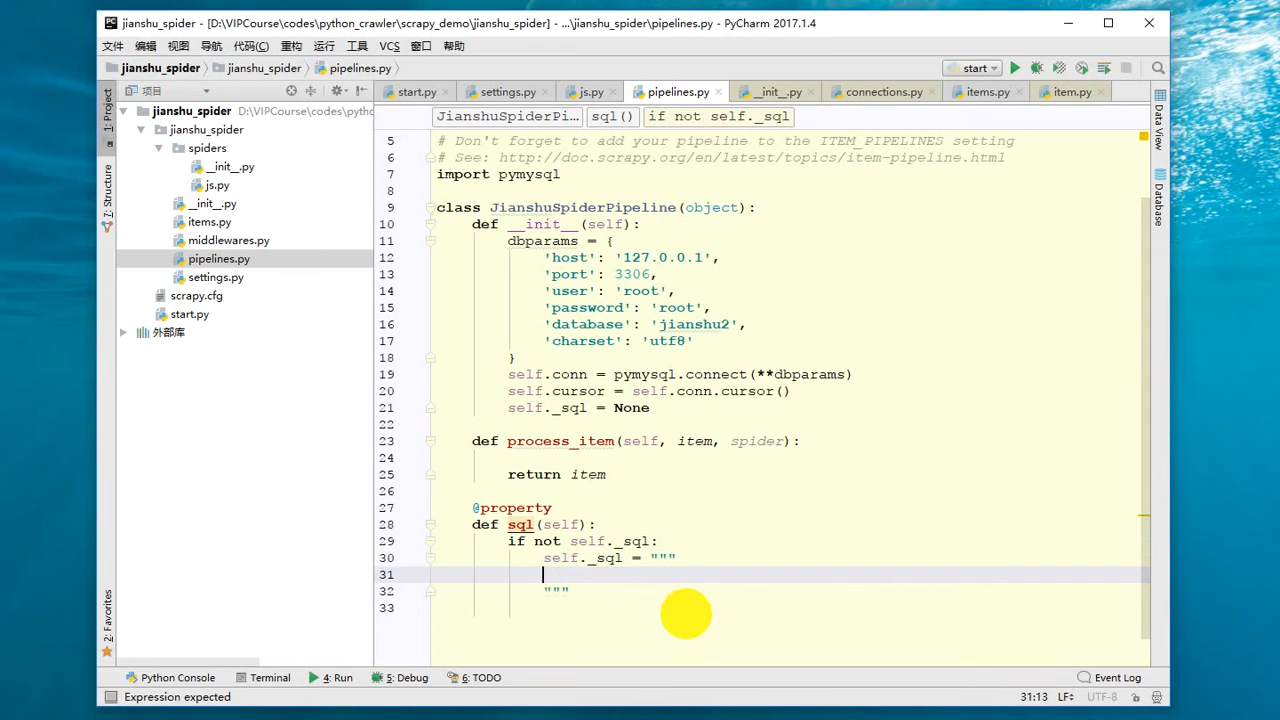 jianshu_spider - [D:\VIPCourse\codes\python_crawler\scrapy_demo\jianshu_spider] - ...\jianshu_spider\pipelines.py - PyCharm 2017.1.4
文件 编辑 视图 导航 代码(C) 重构 运行 工具 VCS 窗口 帮助
jianshu_spider jianshu_spider pipelines.py start
项目 start.py settings.py js.py pipelines.py __init__.py connections.py items.py item.py
JianshuSpiderPi... sql() if not self._sql
1: Project
7: Structure
2: Favorites
Data View
Database
jianshu_spider D:\VIPCourse\codes\pytho
jianshu_spider
spiders
__init__.py
js.py
__init__.py
items.py
middlewares.py
pipelines.py
settings.py
scrapy.cfg
start.py
外部库
5 # Don't forget to add your pipeline to the ITEM_PIPELINES setting
6 # See: http://doc.scrapy.org/en/latest/topics/item-pipeline.html
7 import pymysql
8
9 class JianshuSpiderPipeline(object):
10 def __init__(self):
11 dbparams = {
12 'host': '127.0.0.1',
13 'port': 3306,
14 'user': 'root',
15 'password': 'root',
16 'database': 'jianshu2',
17 'charset': 'utf8'
18 }
19 self.conn = pymysql.connect(**dbparams)
20 self.cursor = self.conn.cursor()
21 self._sql = None
22
23 def process_item(self, item, spider):
24
25 return item
26
27 @property
28 def sql(self):
29 if not self._sql:
30 self._sql = """
31
32 """
33
Python Console Terminal 4: Run 5: Debug 6: TODO Event Log
Expression expected 31:13 LF÷ UTF-8